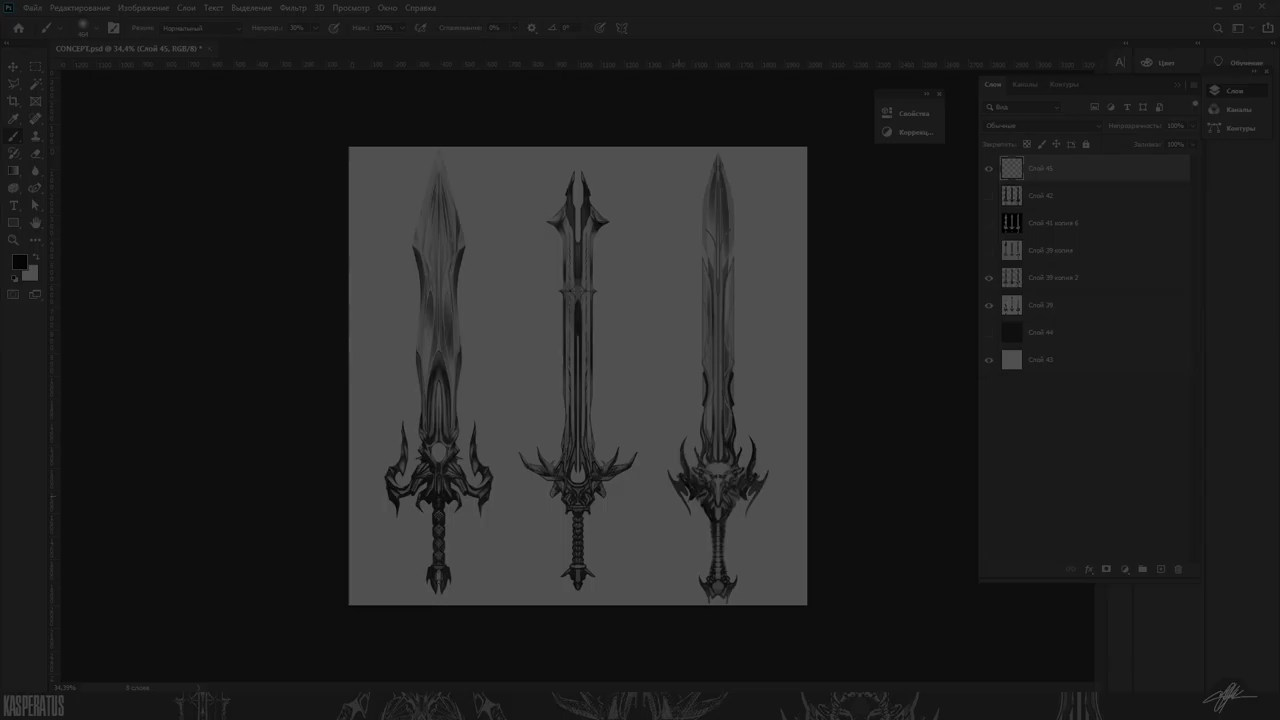 Ps Файл Редактирование Изображение Слои Текст Выделение Фильтр 3D Просмотр Окно Справка
Режим: Нормальный Непрозр.: 30% Наж.: 100% Сглаживание: 0% 0°
CONCEPT.psd @ 34,4% (Слой 45, RGB/8) *
Цвет
Обучение
Слои Каналы Контуры
Слои
Каналы
Контуры
Вид
Свойства
Коррекц...
Обычные Непрозрачность: 100%
Закрепить: Заливка: 100%
Слой 45
Слой 42
Слой 41 копия 6
Слой 39 копия
Слой 39 копия 2
Слой 39
Слой 44
Слой 43
34,39% 8 слоев
KASPERATUS